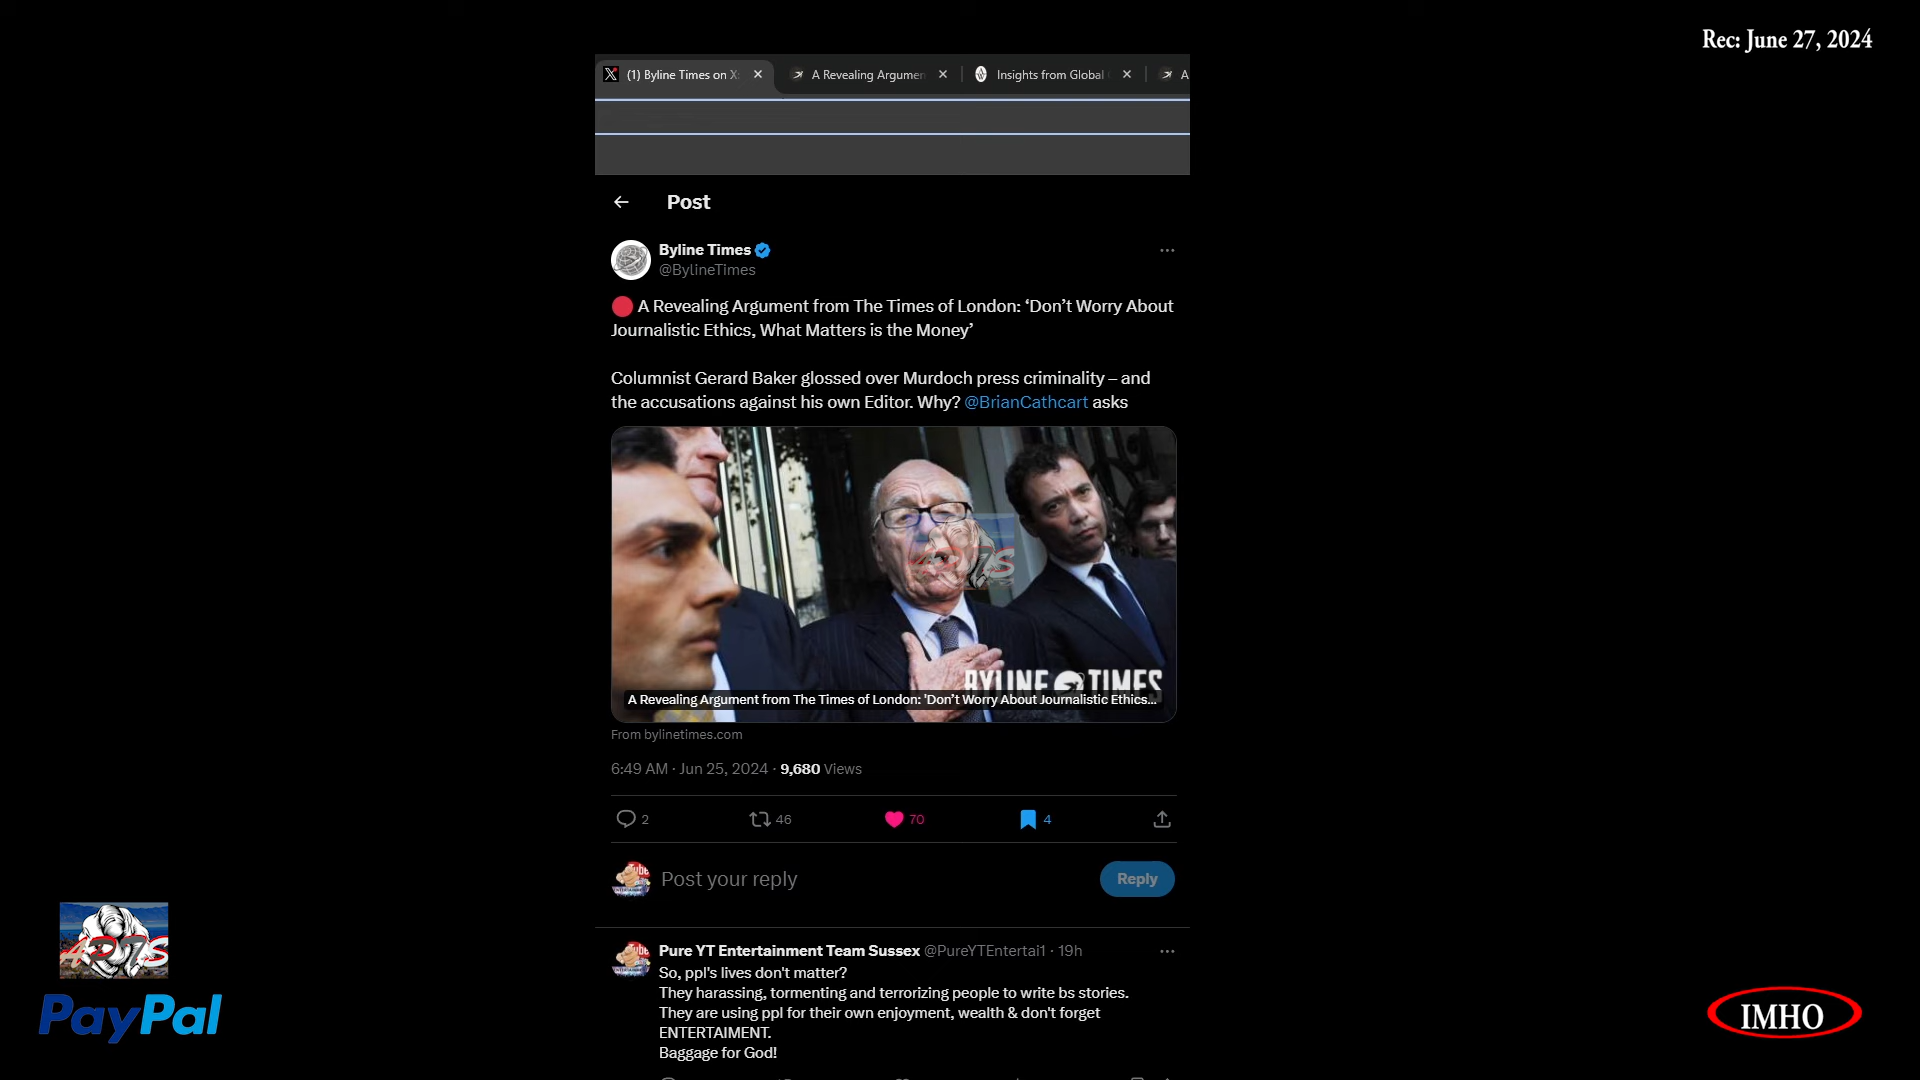 Rec: June 27, 2024
(1) Byline Times on X
A Revealing Argumen
Insights from Global
A
Post
Byline Times
@BylineTimes
A Revealing Argument from The Times of London: ‘Don’t Worry About
Journalistic Ethics, What Matters is the Money’
Columnist Gerard Baker glossed over Murdoch press criminality – and
the accusations against his own Editor. Why? @BrianCathcart asks
BYLINE TIMES
A Revealing Argument from The Times of London: 'Don’t Worry About Journalistic Ethics...
From bylinetimes.com
6:49 AM · Jun 25, 2024 · 9,680 Views
2 46 70 4
Post your reply
Reply
Pure YT Entertainment Team Sussex @PureYTEntertai1 · 19h
So, ppl's lives don't matter?
They harassing, tormenting and terrorizing people to write bs stories.
They are using ppl for their own enjoyment, wealth & don't forget
ENTERTAIMENT.
Baggage for God!
PayPal
IMHO